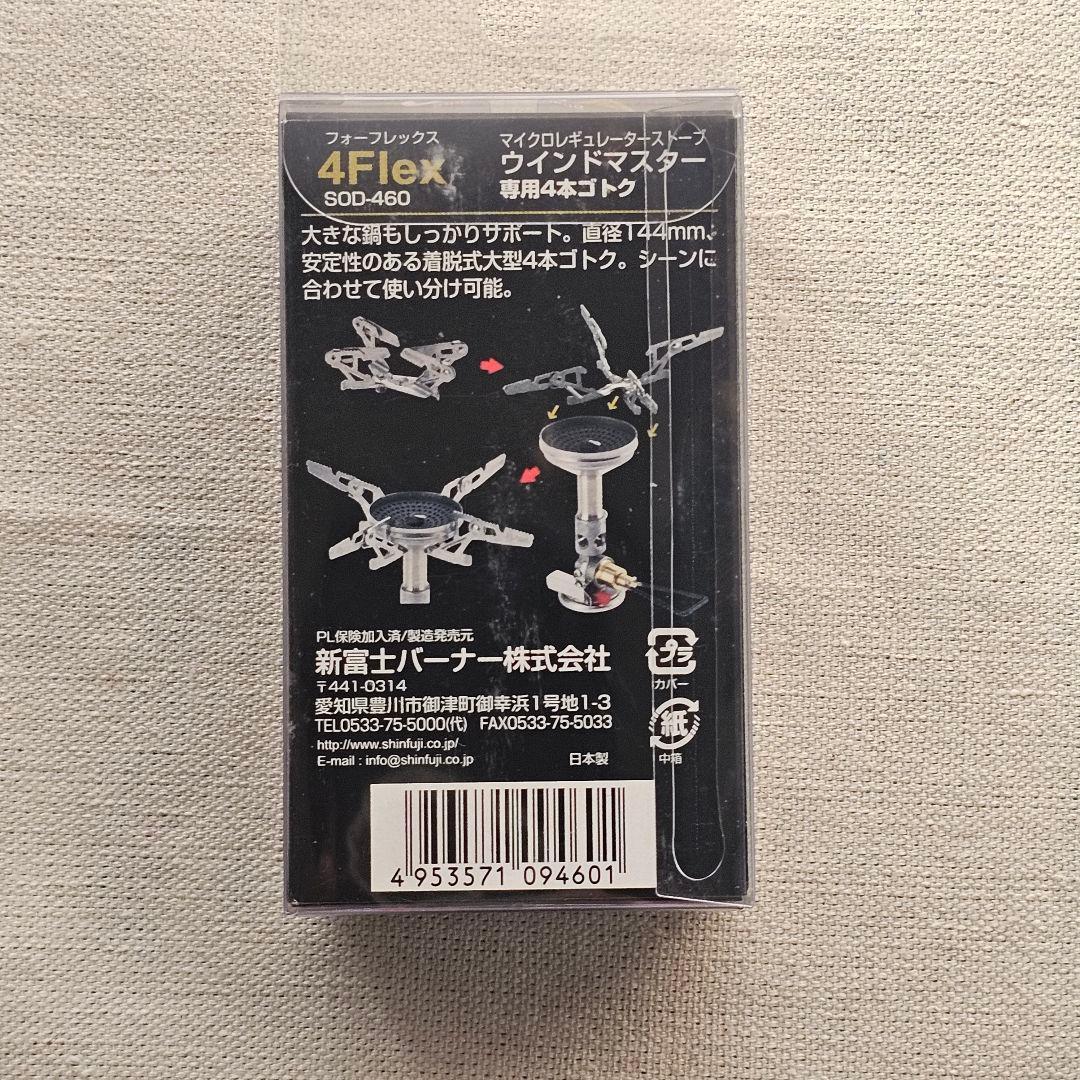 フォーフレックス
4Flex
SOD-460
マイクロレギュレーターストーブ
ウインドマスター
専用4本ゴトク
大きな鍋もしっかりサポート。直径144mm、
安定性のある着脱式大型4本ゴトク。シーンに
合わせて使い分け可能。
PL保険加入済/製造発売元
新富士バーナー株式会社
〒441-0314
愛知県豊川市御津町御幸浜1号地1-3
TEL0533-75-5000(代) FAX0533-75-5033
http://www.shinfuji.co.jp/
E-mail : info@shinfuji.co.jp
日本製
プラ
カバー
紙
中箱
4 953571 094601